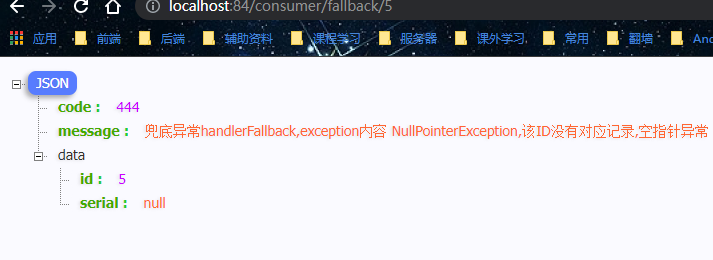 localhost:84/consumer/fallback/5
应用 前端 后端 辅助资料 课程学习 服务器 课外学习 常用 翻墙 And
JSON
code : 444
message : 兜底异常handlerFallback,exception内容 NullPointerException,该ID没有对应记录,空指针异常
data
id : 5
serial : null